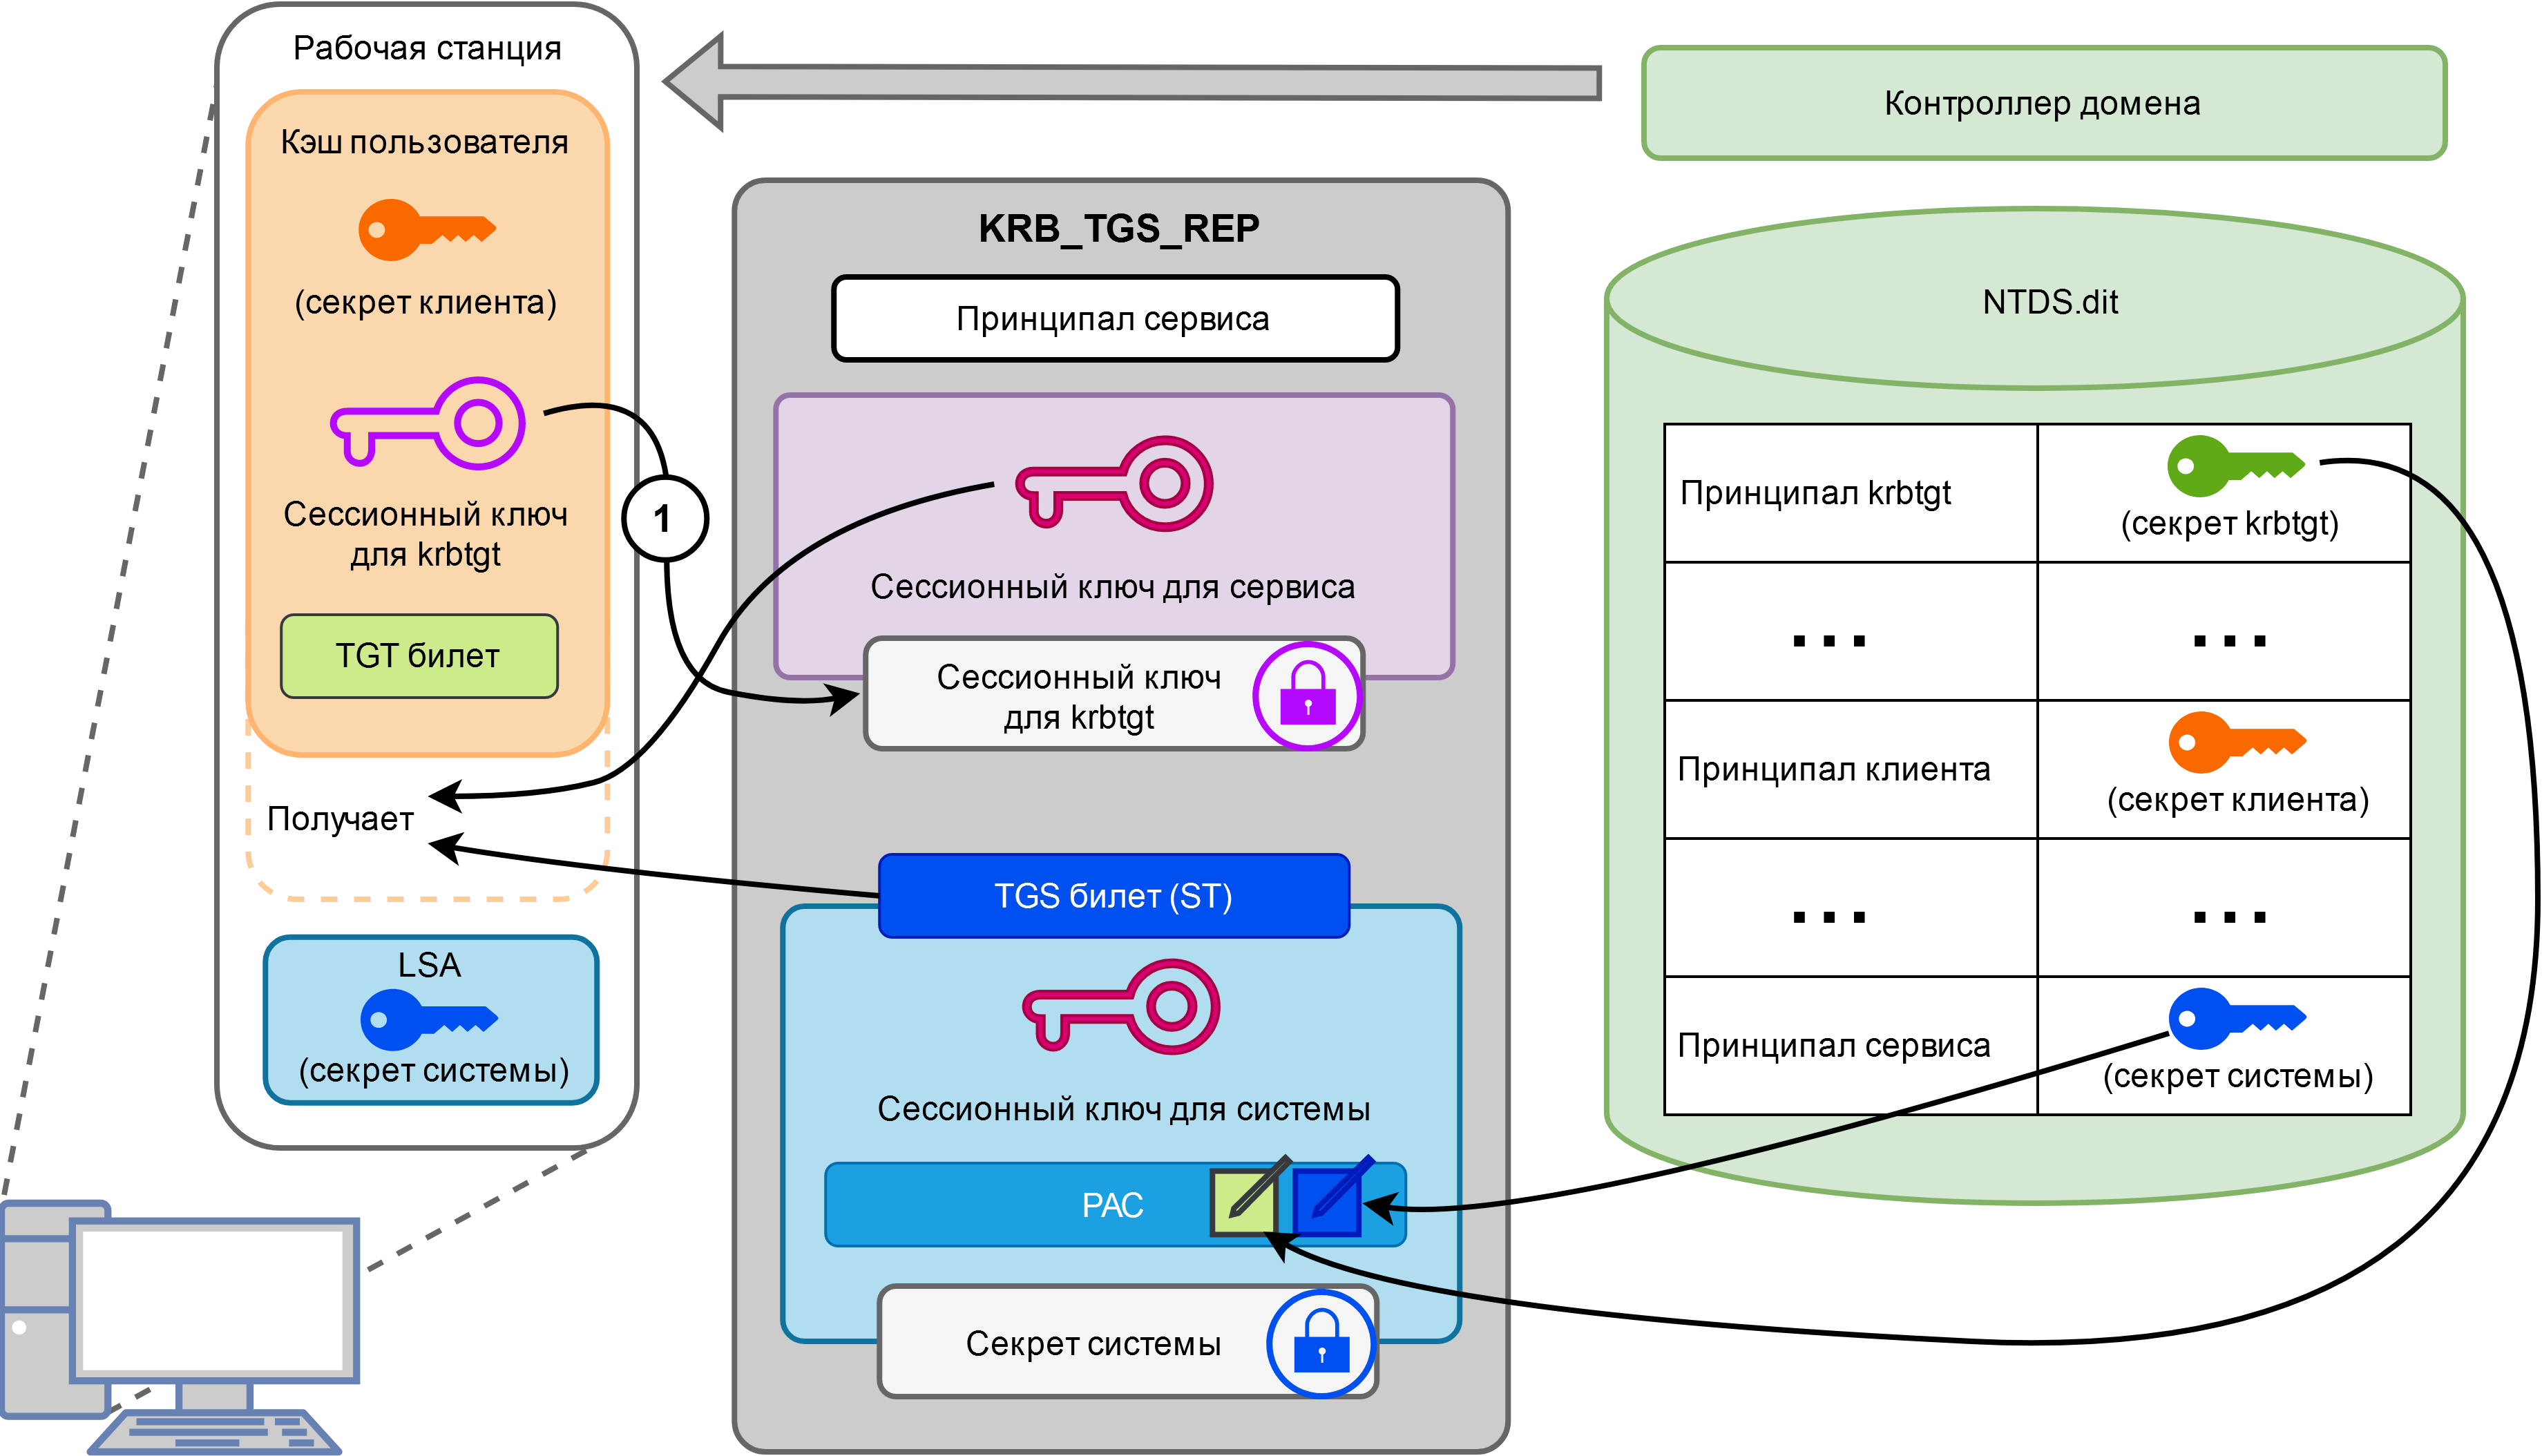 Рабочая станция
Кэш пользователя
(секрет клиента)
Сессионный ключ
для krbtgt
TGT билет
Получает
LSA
(секрет системы)
1
KRB_TGS_REP
Принципал сервиса
Сессионный ключ для сервиса
Сессионный ключ
для krbtgt
TGS билет (ST)
Сессионный ключ для системы
PAC
Секрет системы
Контроллер домена
NTDS.dit
Принципал krbtgt
(секрет krbtgt)
... ...
Принципал клиента
(секрет клиента)
... ...
Принципал сервиса
(секрет системы)